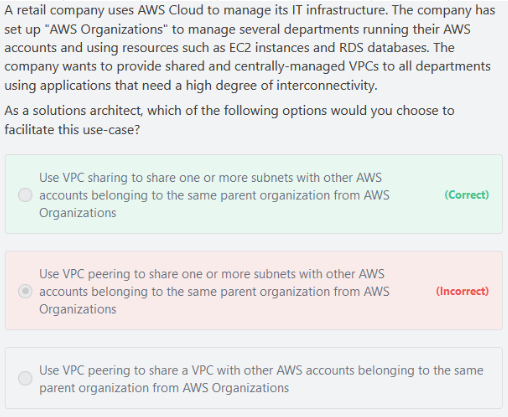 A retail company uses AWS Cloud to manage its IT infrastructure. The company has
set up "AWS Organizations" to manage several departments running their AWS
accounts and using resources such as EC2 instances and RDS databases. The
company wants to provide shared and centrally-managed VPCs to all departments
using applications that need a high degree of interconnectivity.
As a solutions architect, which of the following options would you choose to
facilitate this use-case?
Use VPC sharing to share one or more subnets with other AWS
accounts belonging to the same parent organization from AWS
Organizations
(Correct)
Use VPC peering to share one or more subnets with other AWS
accounts belonging to the same parent organization from AWS
Organizations
(Incorrect)
Use VPC peering to share a VPC with other AWS accounts belonging to the same
parent organization from AWS Organizations